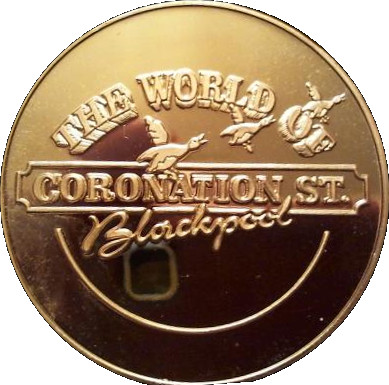 THE WORLD OF
CORONATION ST.
Blackpool